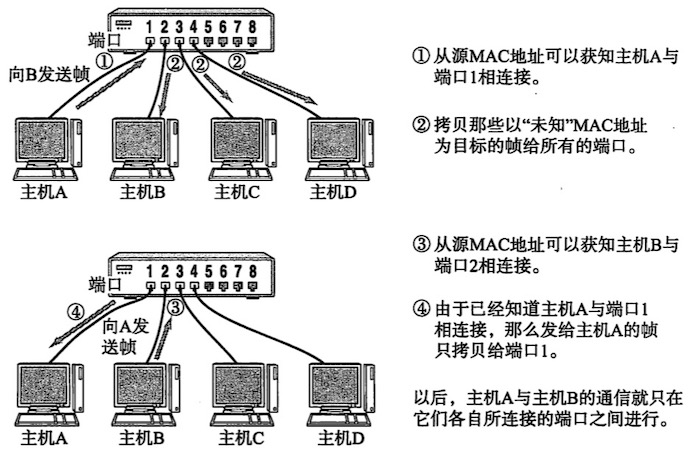 1 2 3 4 5 6 7 8
端口
向B发送帧
①
②
②
②
主机A
主机B
主机C
主机D
① 从源MAC地址可以获知主机A与
端口1相连接。
② 拷贝那些以“未知”MAC地址
为目标的帧给所有的端口。
1 2 3 4 5 6 7 8
端口
④
向A发
送帧
③
主机A
主机B
主机C
主机D
③ 从源MAC地址可以获知主机B与
端口2相连接。
④ 由于已经知道主机A与端口1
相连接，那么发给主机A的帧
只拷贝给端口1。
以后，主机A与主机B的通信就只在
它们各自所连接的端口之间进行。